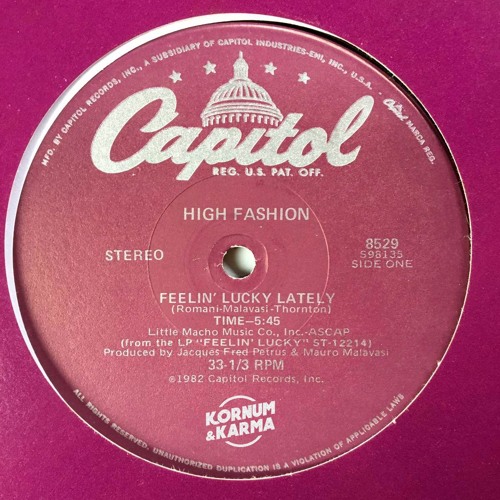 MFD. BY CAPITOL RECORDS, INC., A SUBSIDIARY OF CAPITOL INDUSTRIES-EMI, INC., U.S.A. • Capitol MARCA REG.
Capitol
REG. U.S. PAT. OFF.
HIGH FASHION
STEREO
8529
S98135
SIDE ONE
FEELIN' LUCKY LATELY
(Romani-Malavasi-Thornton)
TIME—5:45
Little Macho Music Co., Inc.-ASCAP
(from the LP "FEELIN' LUCKY" ST-12214)
Produced by Jacques Fred Petrus & Mauro Malavasi
33-1/3 RPM
℗1982 Capitol Records, Inc.
KORNUM
& KARMA
ALL RIGHTS RESERVED. UNAUTHORIZED DUPLICATION IS A VIOLATION OF APPLICABLE LAWS